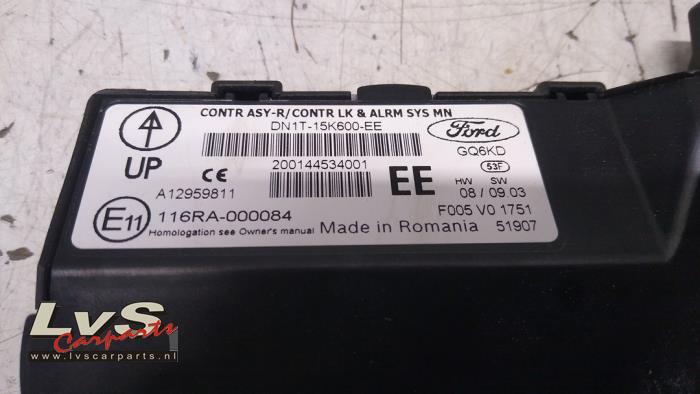 CONTR ASY-R/CONTR LK & ALRM SYS MN
DN1T-15K600-EE
Ford
GQ6KD
UP
CE
200144534001
EE
53F
HW SW
08 / 09 03
A12959811
E11
116RA-000084
F005 V0 1751
Homologation see Owner's manual
Made in Romania
51907
LvS
Carparts
www.lvscarparts.nl